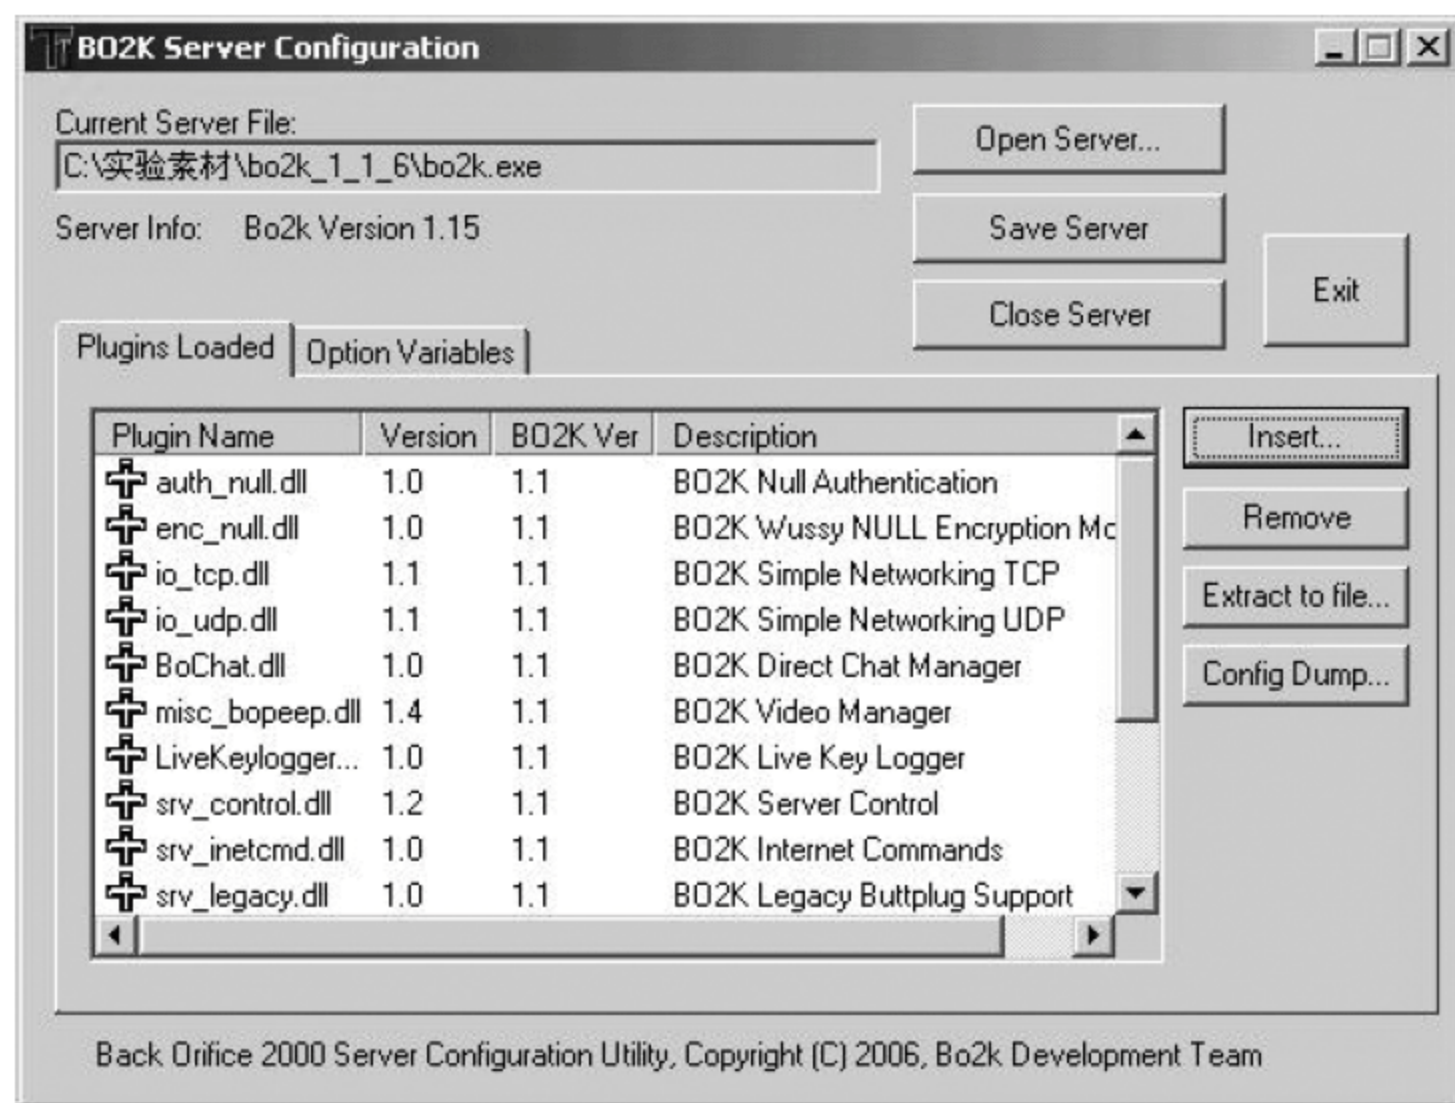 BO2K Server Configuration
Current Server File:
C:\实验素材\bo2k_1_1_6\bo2k.exe
Open Server...
Server Info: Bo2k Version 1.15
Save Server
Exit
Close Server
Plugins Loaded Option Variables
Plugin Name Version BO2K Ver Description
auth_null.dll 1.0 1.1 BO2K Null Authentication
enc_null.dll 1.0 1.1 BO2K Wussy NULL Encryption Mc
io_tcp.dll 1.1 1.1 BO2K Simple Networking TCP
io_udp.dll 1.1 1.1 BO2K Simple Networking UDP
BoChat.dll 1.0 1.1 BO2K Direct Chat Manager
misc_bopeep.dll 1.4 1.1 BO2K Video Manager
LiveKeylogger... 1.0 1.1 BO2K Live Key Logger
srv_control.dll 1.2 1.1 BO2K Server Control
srv_inetcmd.dll 1.0 1.1 BO2K Internet Commands
srv_legacy.dll 1.0 1.1 BO2K Legacy Buttplug Support
Insert...
Remove
Extract to file...
Config Dump...
Back Orifice 2000 Server Configuration Utility, Copyright (C) 2006, Bo2k Development Team